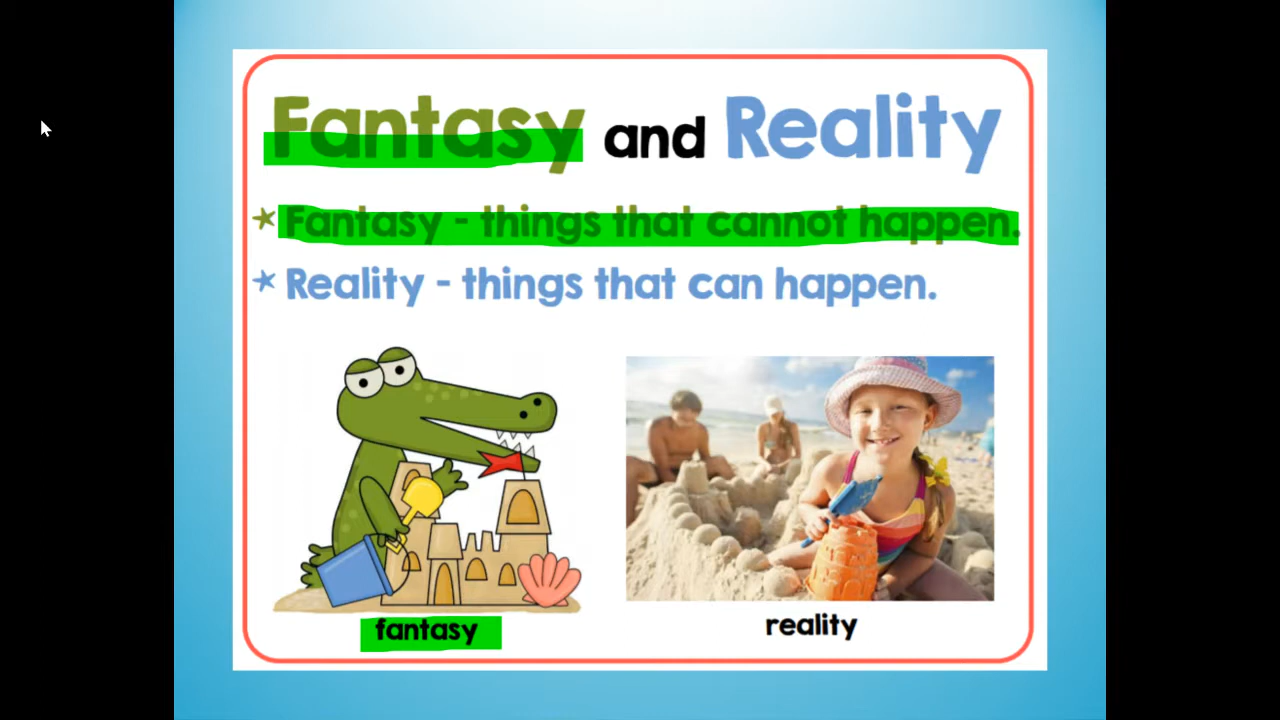 Fantasy and Reality
* Fantasy - things that cannot happen.
* Reality - things that can happen.
fantasy
reality